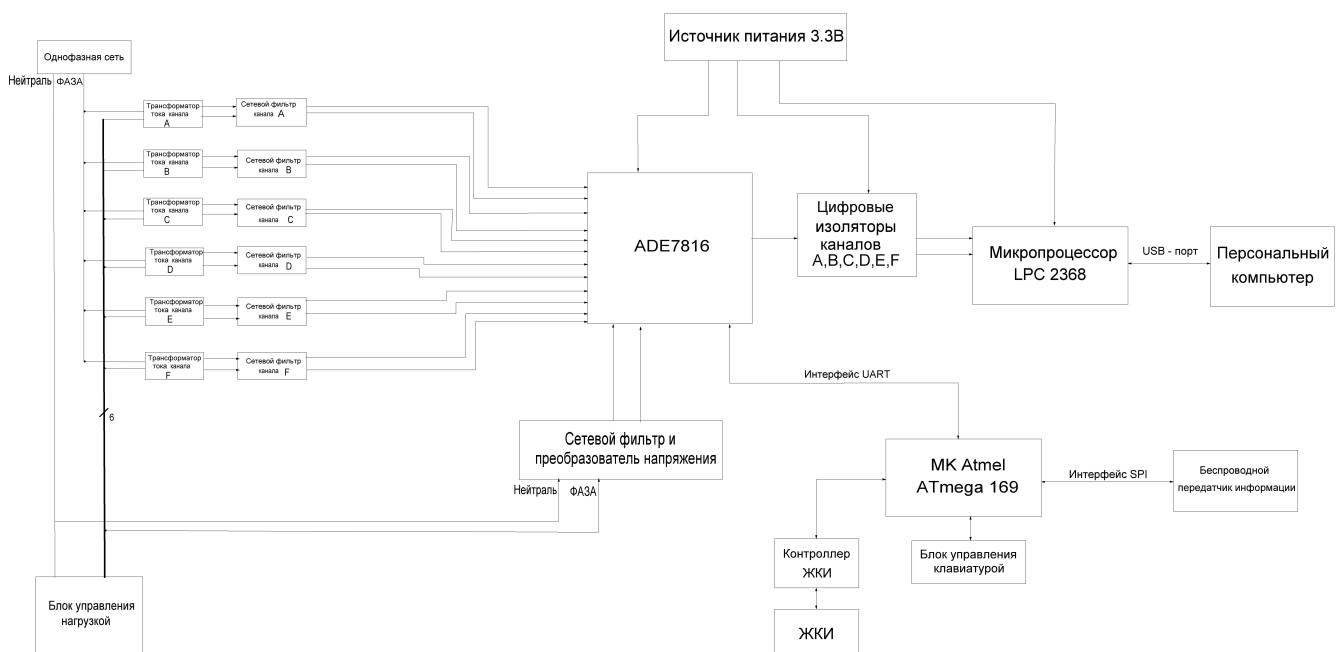 Источник питания 3.3В
Однофазная сеть
Нейтраль ФАЗА
Трансформатор
тока канала
A
Сетевой фильтр
канала A
Трансформатор
тока канала
B
Сетевой фильтр
канала B
Трансформатор
тока канала
C
Сетевой фильтр
канала C
Трансформатор
тока канала
D
Сетевой фильтр
канала D
Трансформатор
тока канала
E
Сетевой фильтр
канала E
Трансформатор
тока канала
F
Сетевой фильтр
канала F
6
ADE7816
Цифровые
изоляторы
каналов
A,B,C,D,E,F
Микропроцессор
LPC 2368
USB - порт
Персональный
компьютер
Интерфейс UART
Сетевой фильтр и
преобразователь напряжения
Нейтраль ФАЗА
МК Atmel
ATmega 169
Интерфейс SPI
Беспроводной
передатчик информации
Контроллер
ЖКИ
Блок управления
клавиатурой
ЖКИ
Блок управления
нагрузкой